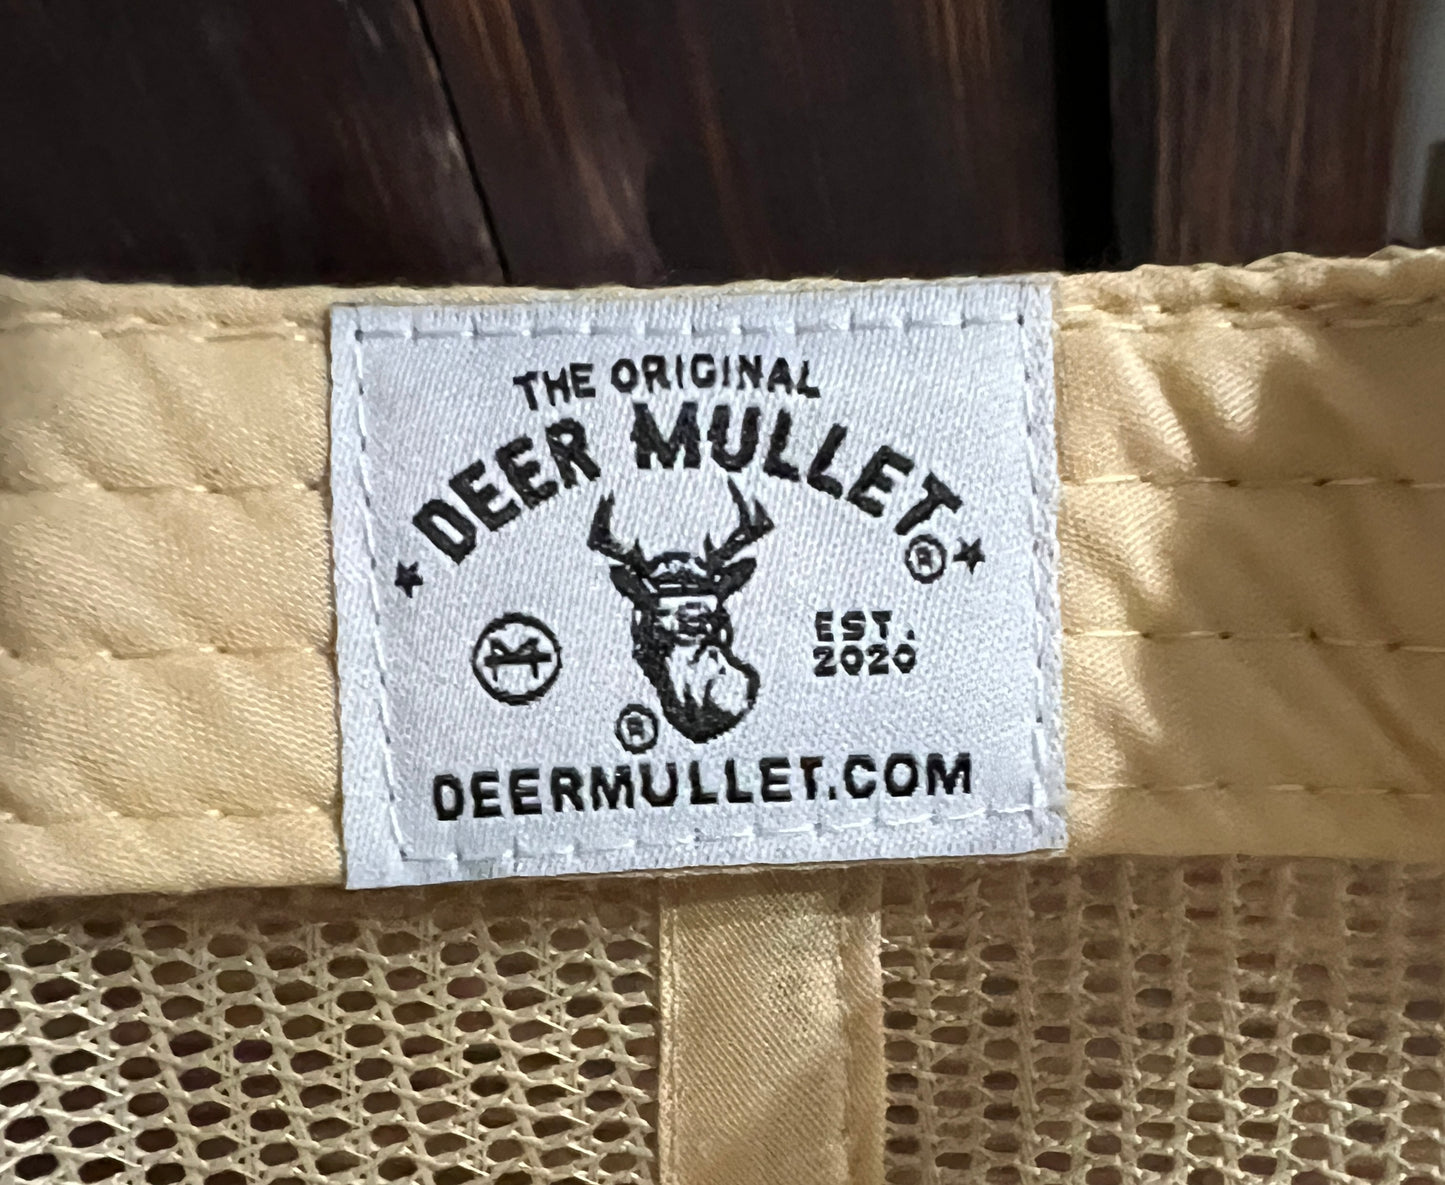 THE ORIGINAL
★ DEER MULLET ® ★
EST.
2020
®
DEERMULLET.COM